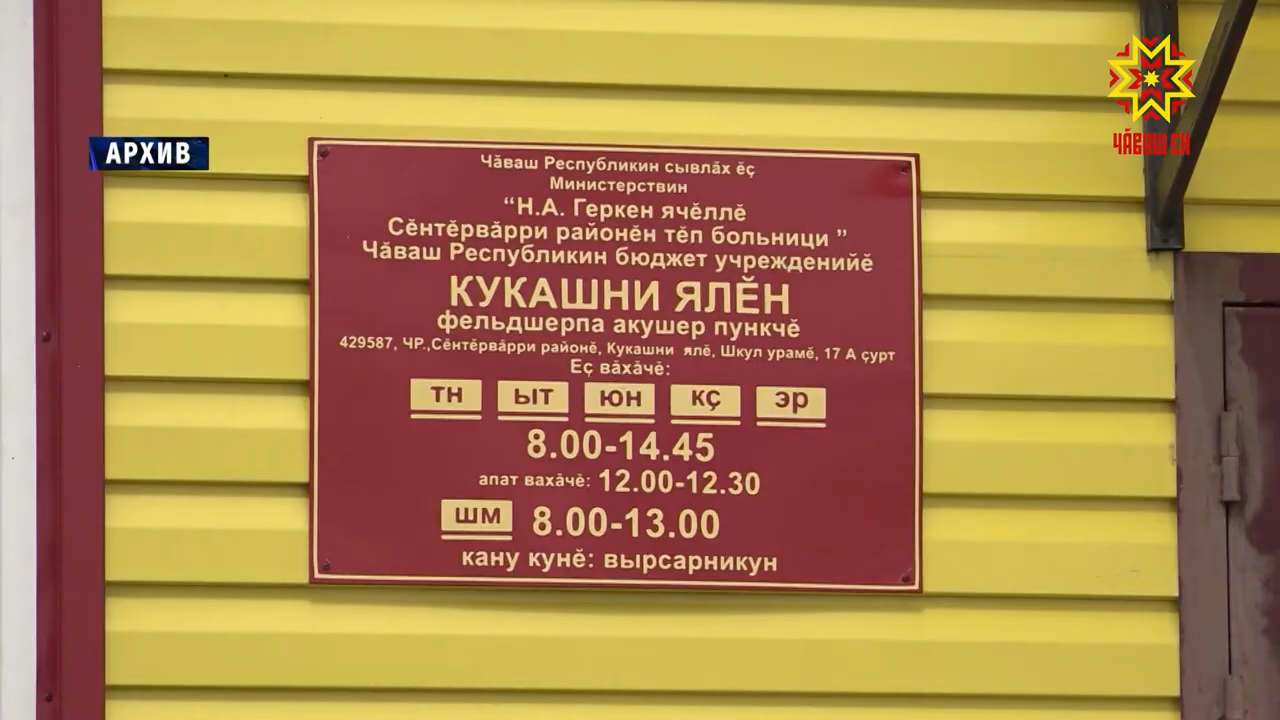 АРХИВ
ЧӐВАШ ЕН
Чӑваш Республикин сывлӑх ӗҫ
Министерствин
“Н.А. Геркен ячӗллӗ
Сӗнтӗрвӑрри районӗн тӗп больници ”
Чӑваш Республикин бюджет учрежденийӗ
КУКАШНИ ЯЛӖН
фельдшерпа акушер пункчӗ
429587, ЧР.,Сӗнтӗрвӑрри районӗ, Кукашни ялӗ, Шкул урамӗ, 17 А ҫурт
Еҫ вӑхӑчӗ:
тн ыт юн кҫ эр
8.00-14.45
апат вахӑчӗ: 12.00-12.30
шм 8.00-13.00
кану кунӗ: вырсарникун